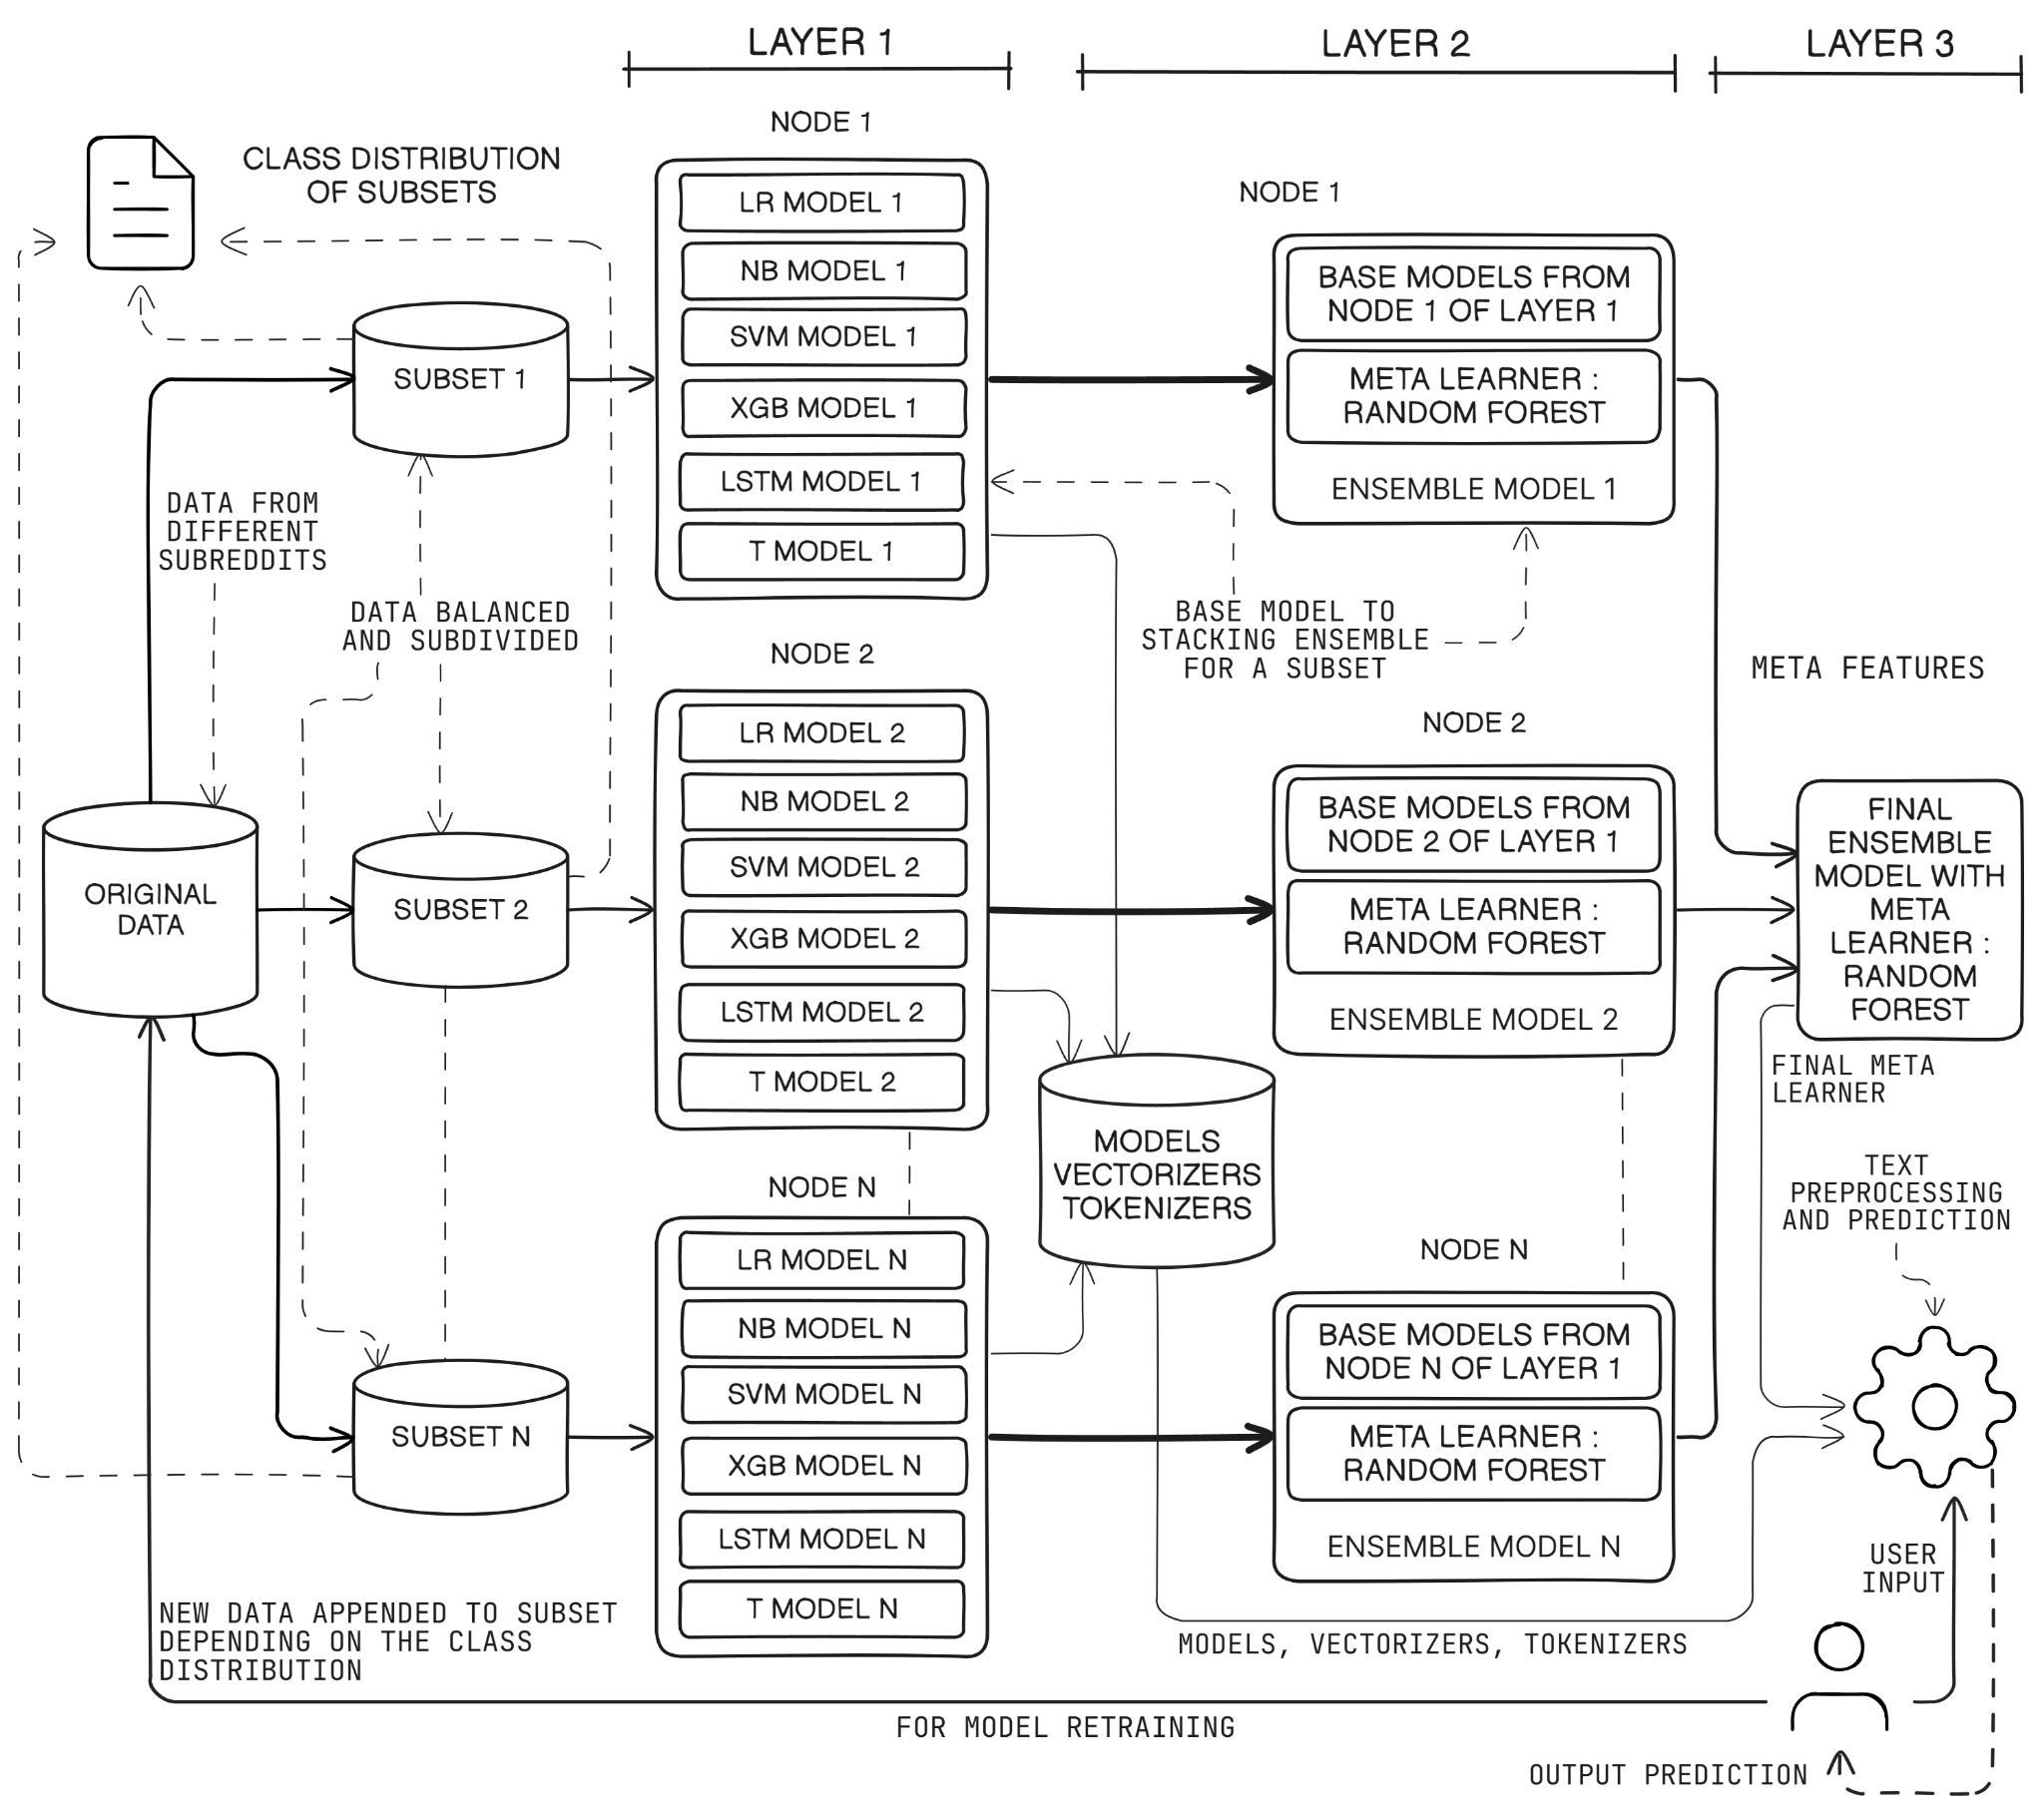 LAYER 1
LAYER 2
LAYER 3
CLASS DISTRIBUTION
OF SUBSETS
SUBSET 1
DATA FROM
DIFFERENT
SUBREDDITS
DATA BALANCED
AND SUBDIVIDED
ORIGINAL
DATA
SUBSET 2
SUBSET N
NEW DATA APPENDED TO SUBSET
DEPENDING ON THE CLASS
DISTRIBUTION
NODE 1
LR MODEL 1
NB MODEL 1
SVM MODEL 1
XGB MODEL 1
LSTM MODEL 1
T MODEL 1
NODE 2
LR MODEL 2
NB MODEL 2
SVM MODEL 2
XGB MODEL 2
LSTM MODEL 2
T MODEL 2
NODE N
LR MODEL N
NB MODEL N
SVM MODEL N
XGB MODEL N
LSTM MODEL N
T MODEL N
MODELS
VECTORIZERS
TOKENIZERS
NODE 1
BASE MODELS FROM
NODE 1 OF LAYER 1
META LEARNER :
RANDOM FOREST
ENSEMBLE MODEL 1
BASE MODEL TO
STACKING ENSEMBLE
FOR A SUBSET
NODE 2
BASE MODELS FROM
NODE 2 OF LAYER 1
META LEARNER :
RANDOM FOREST
ENSEMBLE MODEL 2
NODE N
BASE MODELS FROM
NODE N OF LAYER 1
META LEARNER :
RANDOM FOREST
ENSEMBLE MODEL N
MODELS, VECTORIZERS, TOKENIZERS
META FEATURES
FINAL
ENSEMBLE
MODEL WITH
META
LEARNER :
RANDOM
FOREST
FINAL META
LEARNER
TEXT
PREPROCESSING
AND PREDICTION
USER
INPUT
FOR MODEL RETRAINING
OUTPUT PREDICTION